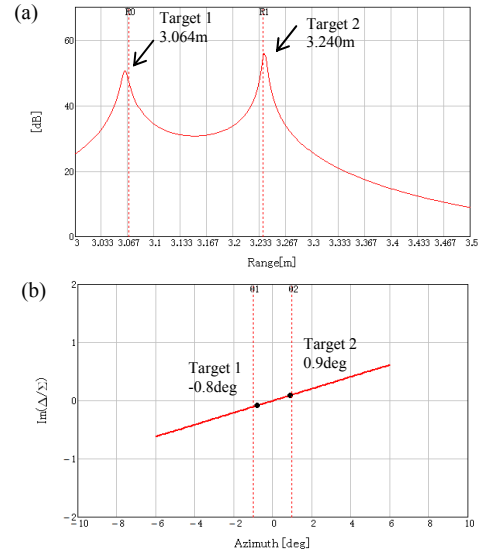 (a)
R0
R1
Target 1
3.064m
Target 2
3.240m
60
40
20
0
[dB]
3
3.033
3.067
3.1
3.133
3.167
3.2
3.233
3.267
3.3
3.333
3.367
3.4
3.433
3.467
3.5
Range[m]
(b)
θ1
θ2
Target 1
-0.8deg
Target 2
0.9deg
2
1
0
-1
-2
Im(Δ/Σ)
-10
-8
-6
-4
-2
0
2
4
6
8
10
Azimuth [deg]